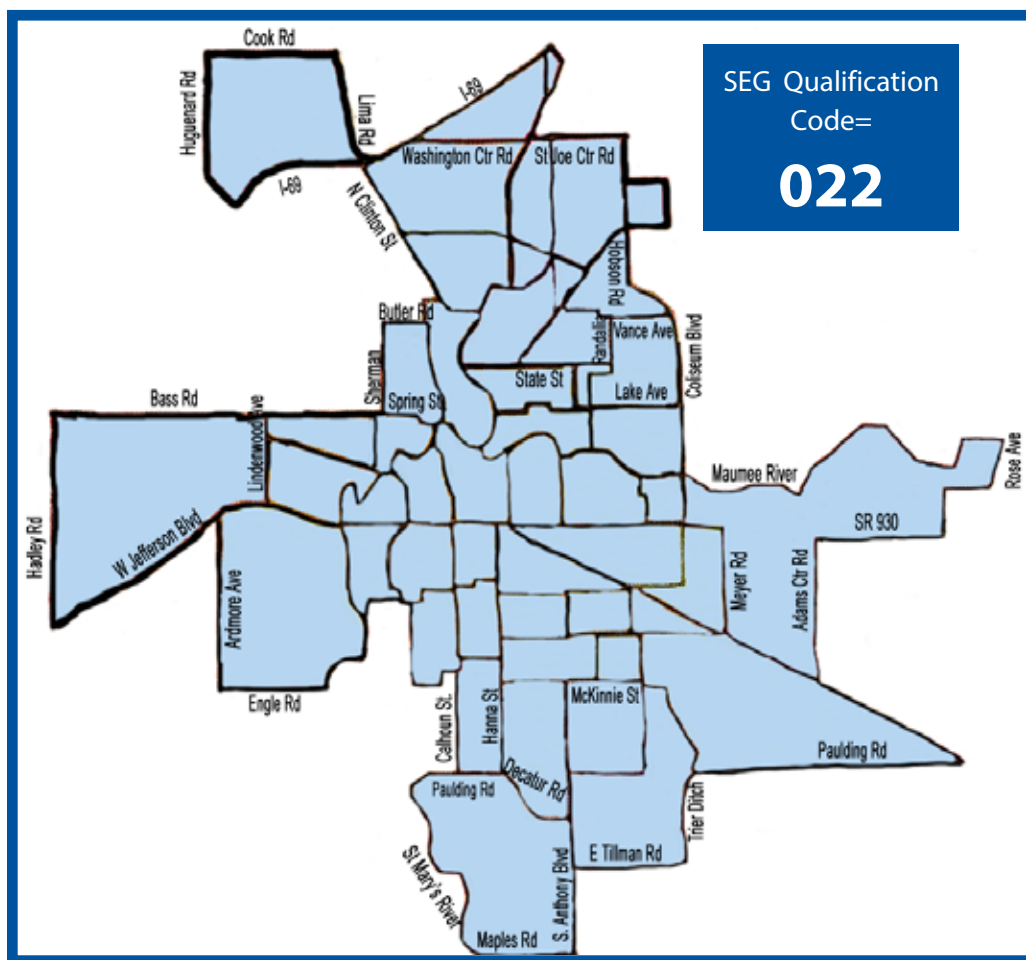 Cook Rd
SEG Qualification
Code=
022
Huguenard Rd
Lima Rd
I-69
Washington Ctr Rd
St Joe Ctr Rd
I-69
N Clinton St
Hobson Rd
Butler Rd
Sherman
Randallia
Vance Ave
Coliseum Blvd
State St
Lake Ave
Spring St
Bass Rd
Lindenwood Ave
Maumee River
Rose Ave
SR 930
Hadley Rd
W Jefferson Blvd
Ardmore Ave
Meyer Rd
Adams Ctr Rd
Engle Rd
Calhoun St.
Hanna St
McKinnie St
Paulding Rd
Decatur Rd
Paulding Rd
Trier Ditch
St Mary's River
S. Anthony Blvd
E Tillman Rd
Maples Rd